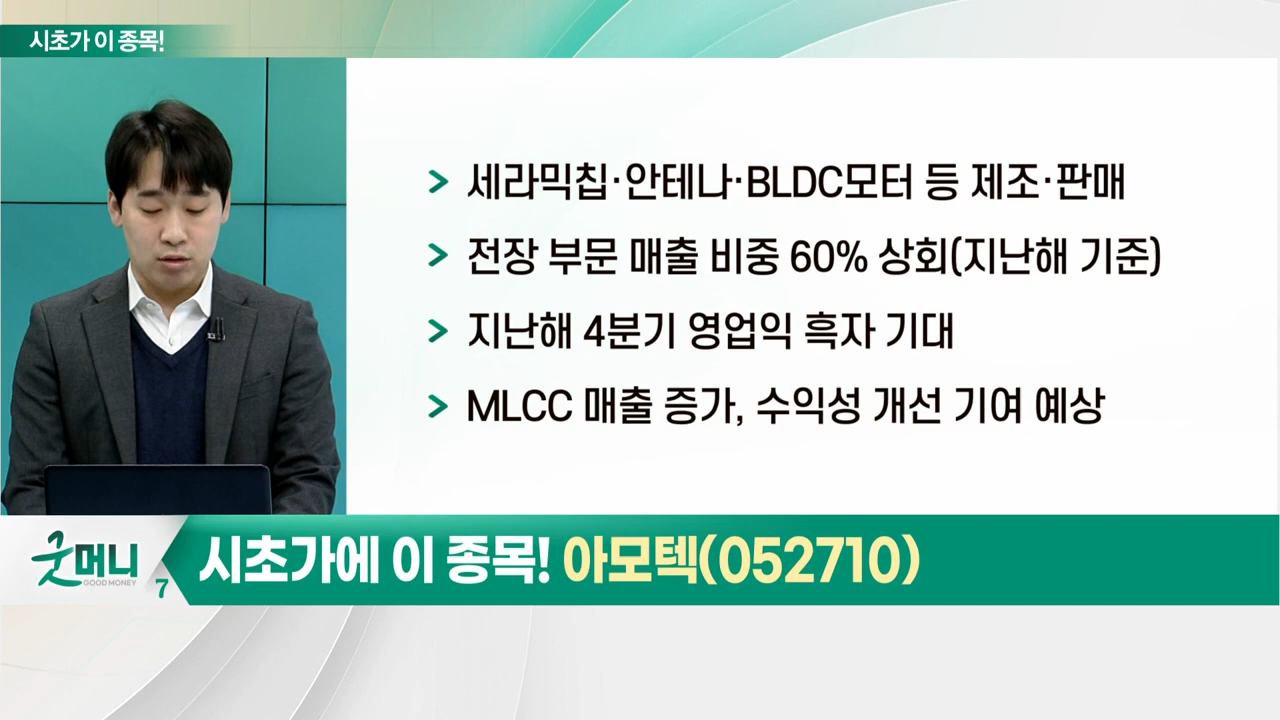 시초가 이 종목!
> 세라믹칩·안테나·BLDC모터 등 제조·판매
> 전장 부문 매출 비중 60% 상회(지난해 기준)
> 지난해 4분기 영업익 흑자 기대
> MLCC 매출 증가, 수익성 개선 기여 예상
굿머니
GOOD MONEY
7
시초가에 이 종목! 아모텍(052710)